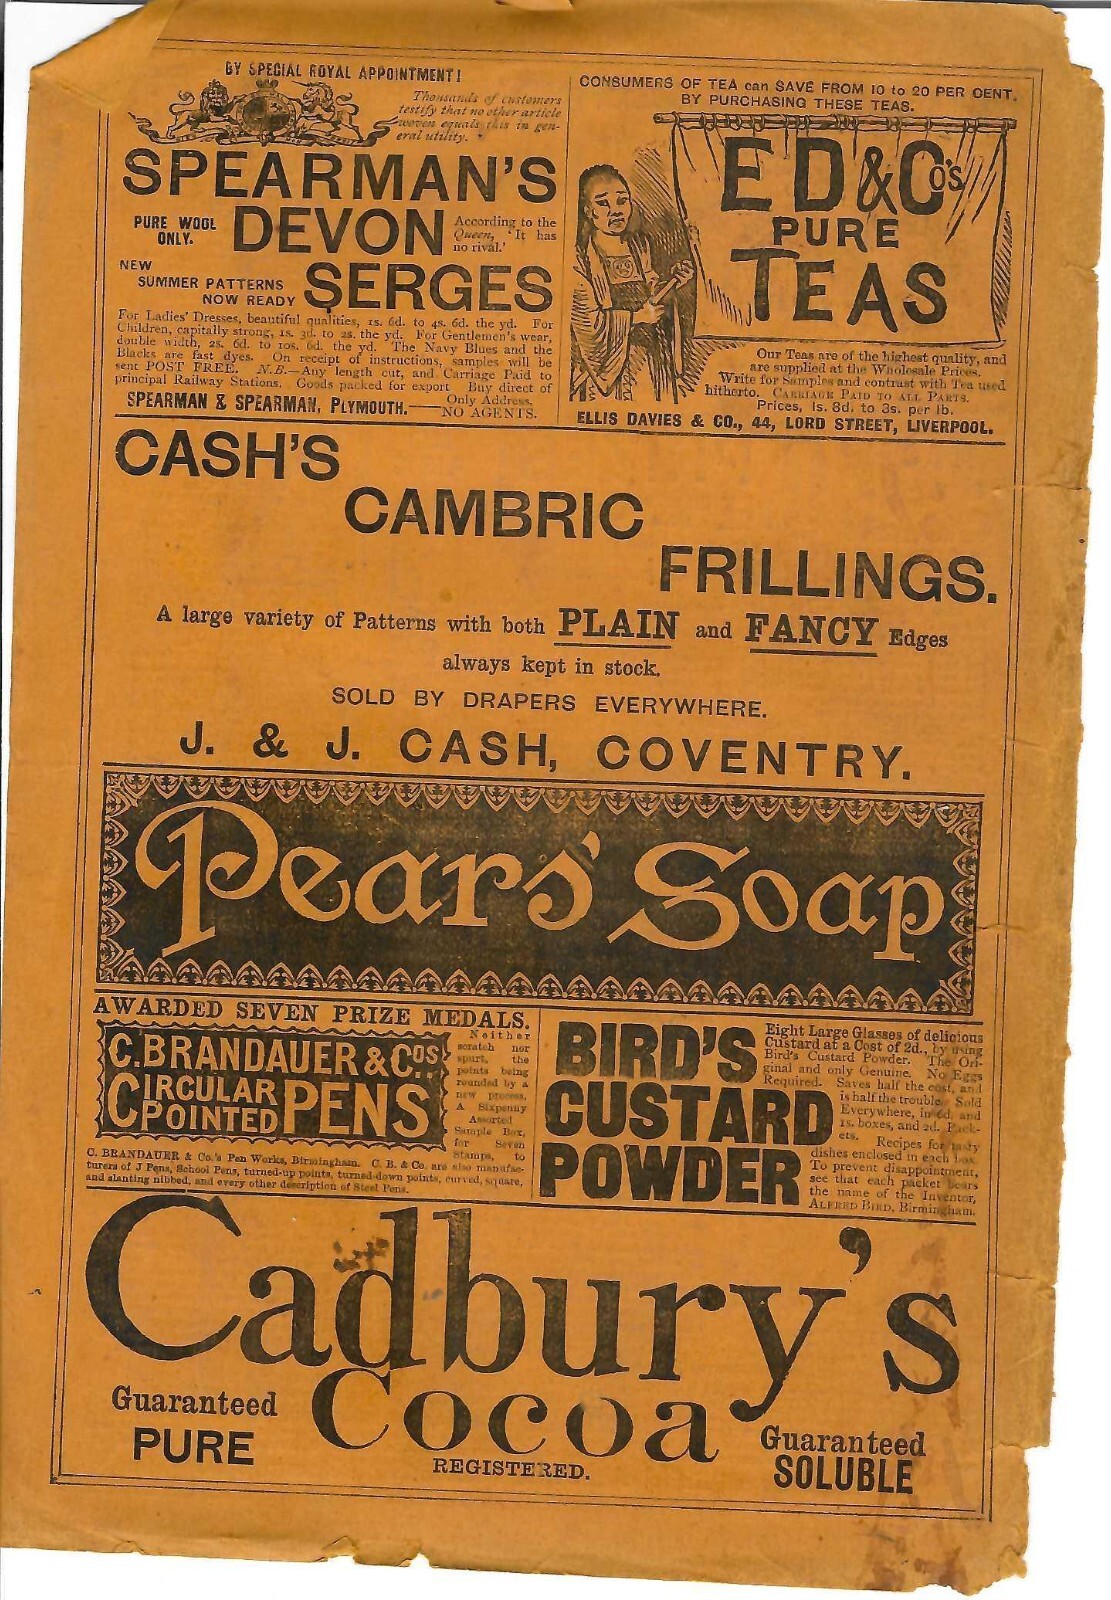 BY SPECIAL ROYAL APPOINTMENT!
Thousands of customers
testify that no other article
woven equals this in gen-
eral utility.
SPEARMAN'S
PURE WOOL
ONLY.
DEVON
According to the
Queen, 'It has
no rival.'
NEW
SUMMER PATTERNS
NOW READY
SERGES
For Ladies' Dresses, beautiful qualities, 1s. 6d. to 4s. 6d. the yd. For
Children, capitally strong, 1s. 3d. to 2s. the yd. For Gentlemen's wear,
double width, 2s. 6d. to 10s. 6d. the yd. The Navy Blues and the
Blacks are fast dyes. On receipt of instructions, samples will be
sent POST FREE. N.B.—Any length cut, and Carriage Paid to
principal Railway Stations. Goods packed for export Buy direct of
SPEARMAN & SPEARMAN, PLYMOUTH.—Only Address.
NO AGENTS.
CONSUMERS OF TEA can SAVE FROM 10 to 20 PER CENT.
BY PURCHASING THESE TEAS.
ED & Co's
PURE
TEAS
Our Teas are of the highest quality, and
are supplied at the Wholesale Prices.
Write for Samples and contrast with Tea used
hitherto. CARRIAGE PAID TO ALL PARTS.
Prices, 1s. 8d. to 3s. per lb.
ELLIS DAVIES & CO., 44, LORD STREET, LIVERPOOL.
CASH'S
CAMBRIC
FRILLINGS.
A large variety of Patterns with both PLAIN and FANCY Edges
always kept in stock.
SOLD BY DRAPERS EVERYWHERE.
J. & J. CASH, COVENTRY.
Pears' Soap
AWARDED SEVEN PRIZE MEDALS.
C. BRANDAUER & Cos.
CIRCULAR
POINTED
PENS
Neither
scratch nor
spurt, the
points being
rounded by a
new process.
A Sixpenny
Assorted
Sample Box,
for Seven
Stamps, to
C. BRANDAUER & Co.'s Pen Works, Birmingham. C. B. & Co. are also manufac-
turers of J Pens, School Pens, turned-up points, turned-down points, curved, square,
and slanting nibbed, and every other description of Steel Pens.
BIRD'S
CUSTARD
POWDER
Eight Large Glasses of delicious
Custard at a Cost of 2d., by using
Bird's Custard Powder. The Ori-
ginal and only Genuine. No Eggs
Required. Saves half the cost, and
is half the trouble. Sold
Everywhere, in 6d. and
1s. boxes, and 2d. Pack-
ets. Recipes for tasty
dishes enclosed in each box.
To prevent disappointment,
see that each packet bears
the name of the Inventor,
ALFRED BIRD, Birmingham.
Cadbury's
Cocoa
Guaranteed
PURE
REGISTERED.
Guaranteed
SOLUBLE